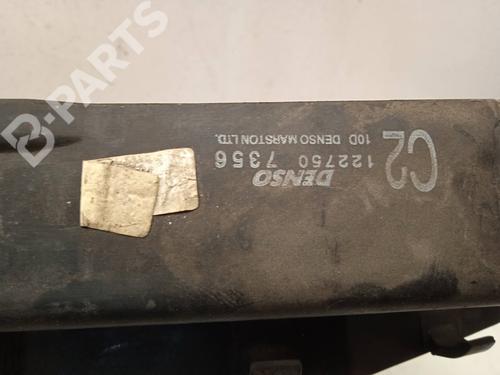 B-PARTS
DENSO
122750 7356
10D DENSO MARSTON LTD.
C2